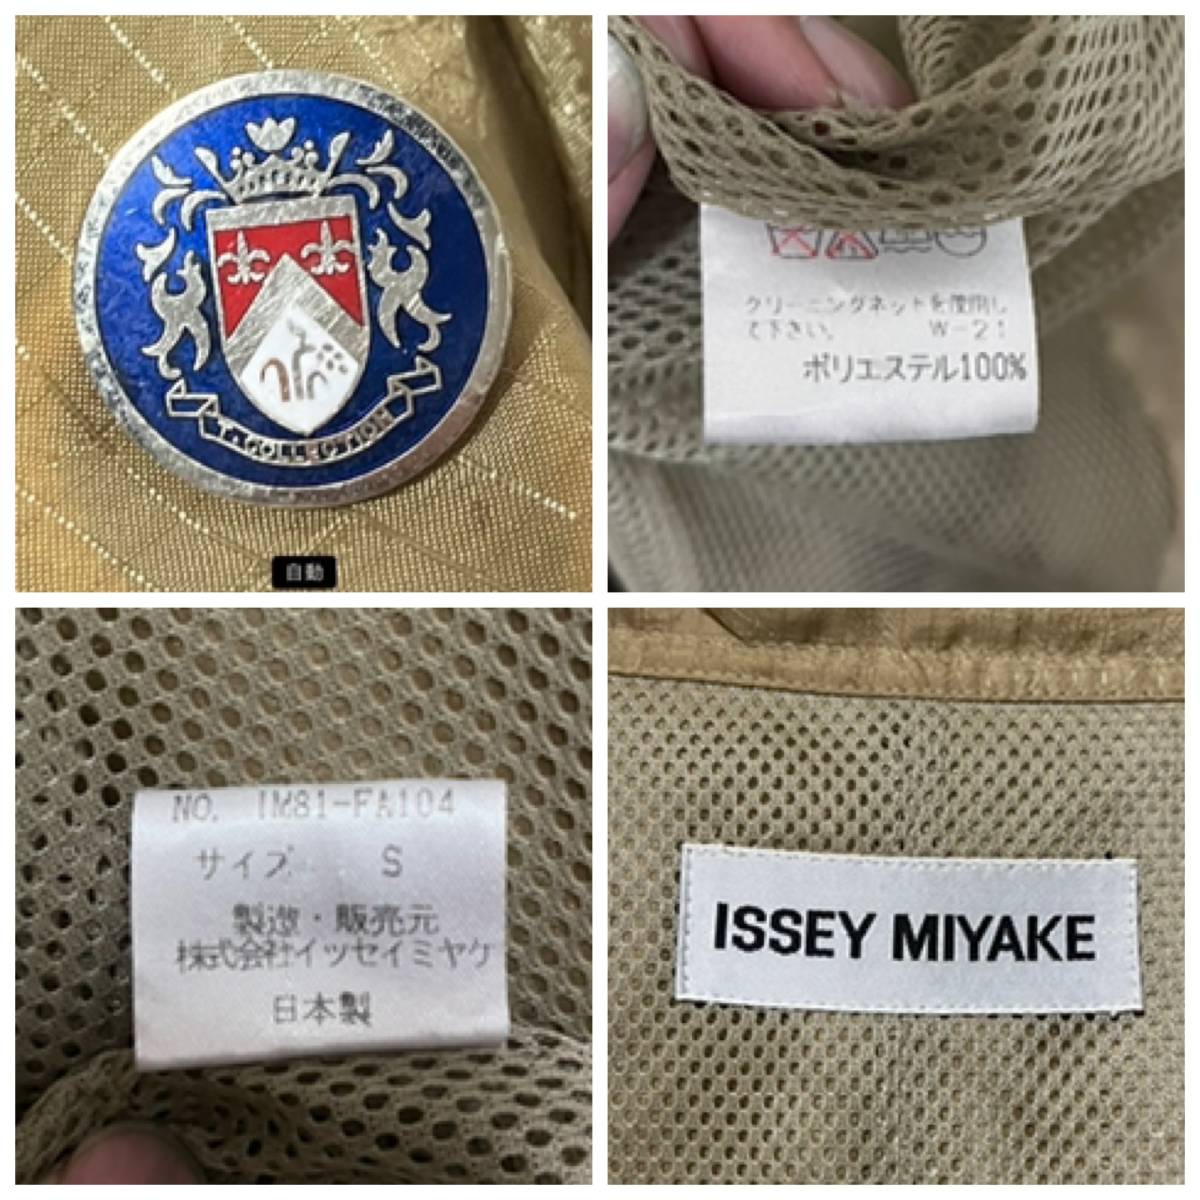 自動
クリーニングネットを使用し
て下さい。 W-21
ポリエステル100%
NO. IM81-FA104
サイズ S
製造・販売元
株式会社イッセイミヤケ
日本製
ISSEY MIYAKE